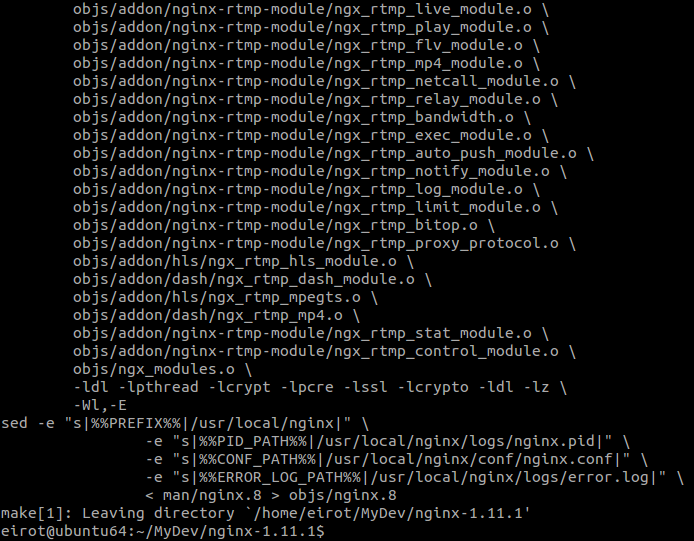 objs/addon/nginx-rtmp-module/ngx_rtmp_live_module.o \
objs/addon/nginx-rtmp-module/ngx_rtmp_play_module.o \
objs/addon/nginx-rtmp-module/ngx_rtmp_flv_module.o \
objs/addon/nginx-rtmp-module/ngx_rtmp_mp4_module.o \
objs/addon/nginx-rtmp-module/ngx_rtmp_netcall_module.o \
objs/addon/nginx-rtmp-module/ngx_rtmp_relay_module.o \
objs/addon/nginx-rtmp-module/ngx_rtmp_bandwidth.o \
objs/addon/nginx-rtmp-module/ngx_rtmp_exec_module.o \
objs/addon/nginx-rtmp-module/ngx_rtmp_auto_push_module.o \
objs/addon/nginx-rtmp-module/ngx_rtmp_notify_module.o \
objs/addon/nginx-rtmp-module/ngx_rtmp_log_module.o \
objs/addon/nginx-rtmp-module/ngx_rtmp_limit_module.o \
objs/addon/nginx-rtmp-module/ngx_rtmp_bitop.o \
objs/addon/nginx-rtmp-module/ngx_rtmp_proxy_protocol.o \
objs/addon/hls/ngx_rtmp_hls_module.o \
objs/addon/dash/ngx_rtmp_dash_module.o \
objs/addon/hls/ngx_rtmp_mpegts.o \
objs/addon/dash/ngx_rtmp_mp4.o \
objs/addon/nginx-rtmp-module/ngx_rtmp_stat_module.o \
objs/addon/nginx-rtmp-module/ngx_rtmp_control_module.o \
objs/ngx_modules.o \
-ldl -lpthread -lcrypt -lpcre -lssl -lcrypto -ldl -lz \
-Wl,-E
sed -e "s|%%PREFIX%%|/usr/local/nginx|" \
-e "s|%%PID_PATH%%|/usr/local/nginx/logs/nginx.pid|" \
-e "s|%%CONF_PATH%%|/usr/local/nginx/conf/nginx.conf|" \
-e "s|%%ERROR_LOG_PATH%%|/usr/local/nginx/logs/error.log|" \
< man/nginx.8 > objs/nginx.8
make[1]: Leaving directory `/home/eirot/MyDev/nginx-1.11.1'
eirot@ubuntu64:~/MyDev/nginx-1.11.1$